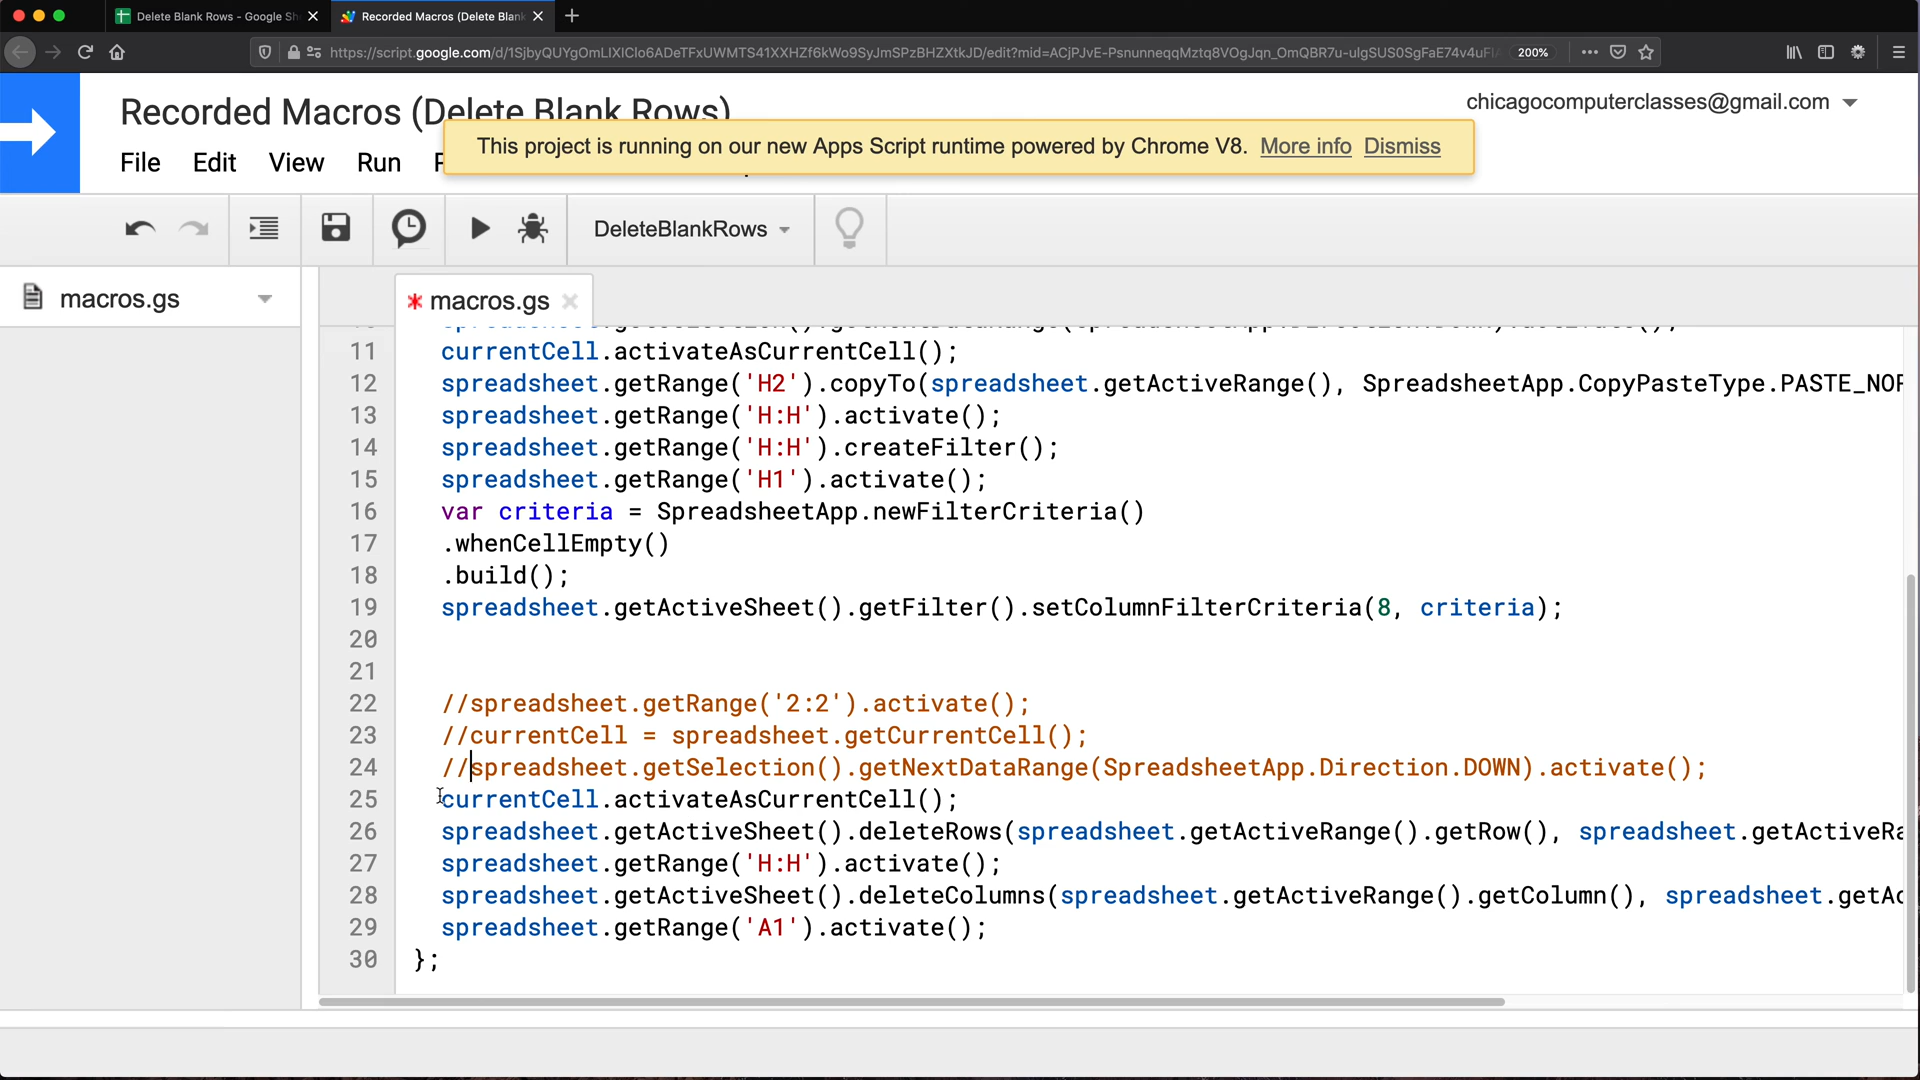 Delete Blank Rows - Google Sh
Recorded Macros (Delete Blank
https://script.google.com/d/1SjbyQUYgOmLIXIClo6ADeTFxUWMTS41XXHZf6kWo9SyJmSPzBHZXtkJD/edit?mid=ACjPJvE-PsnunneqqMztq8VOgJqn_OmQBR7u-ulgSUS0SgFaE74v4uFIA
200%
Recorded Macros (Delete Blank Rows)
chicagocomputerclasses@gmail.com
This project is running on our new Apps Script runtime powered by Chrome V8. More info Dismiss
File Edit View Run
DeleteBlankRows
macros.gs
* macros.gs
11 currentCell.activateAsCurrentCell();
12 spreadsheet.getRange('H2').copyTo(spreadsheet.getActiveRange(), SpreadsheetApp.CopyPasteType.PASTE_NOR
13 spreadsheet.getRange('H:H').activate();
14 spreadsheet.getRange('H:H').createFilter();
15 spreadsheet.getRange('H1').activate();
16 var criteria = SpreadsheetApp.newFilterCriteria()
17 .whenCellEmpty()
18 .build();
19 spreadsheet.getActiveSheet().getFilter().setColumnFilterCriteria(8, criteria);
20
21
22 //spreadsheet.getRange('2:2').activate();
23 //currentCell = spreadsheet.getCurrentCell();
24 //spreadsheet.getSelection().getNextDataRange(SpreadsheetApp.Direction.DOWN).activate();
25 currentCell.activateAsCurrentCell();
26 spreadsheet.getActiveSheet().deleteRows(spreadsheet.getActiveRange().getRow(), spreadsheet.getActiveRa
27 spreadsheet.getRange('H:H').activate();
28 spreadsheet.getActiveSheet().deleteColumns(spreadsheet.getActiveRange().getColumn(), spreadsheet.getAc
29 spreadsheet.getRange('A1').activate();
30 };